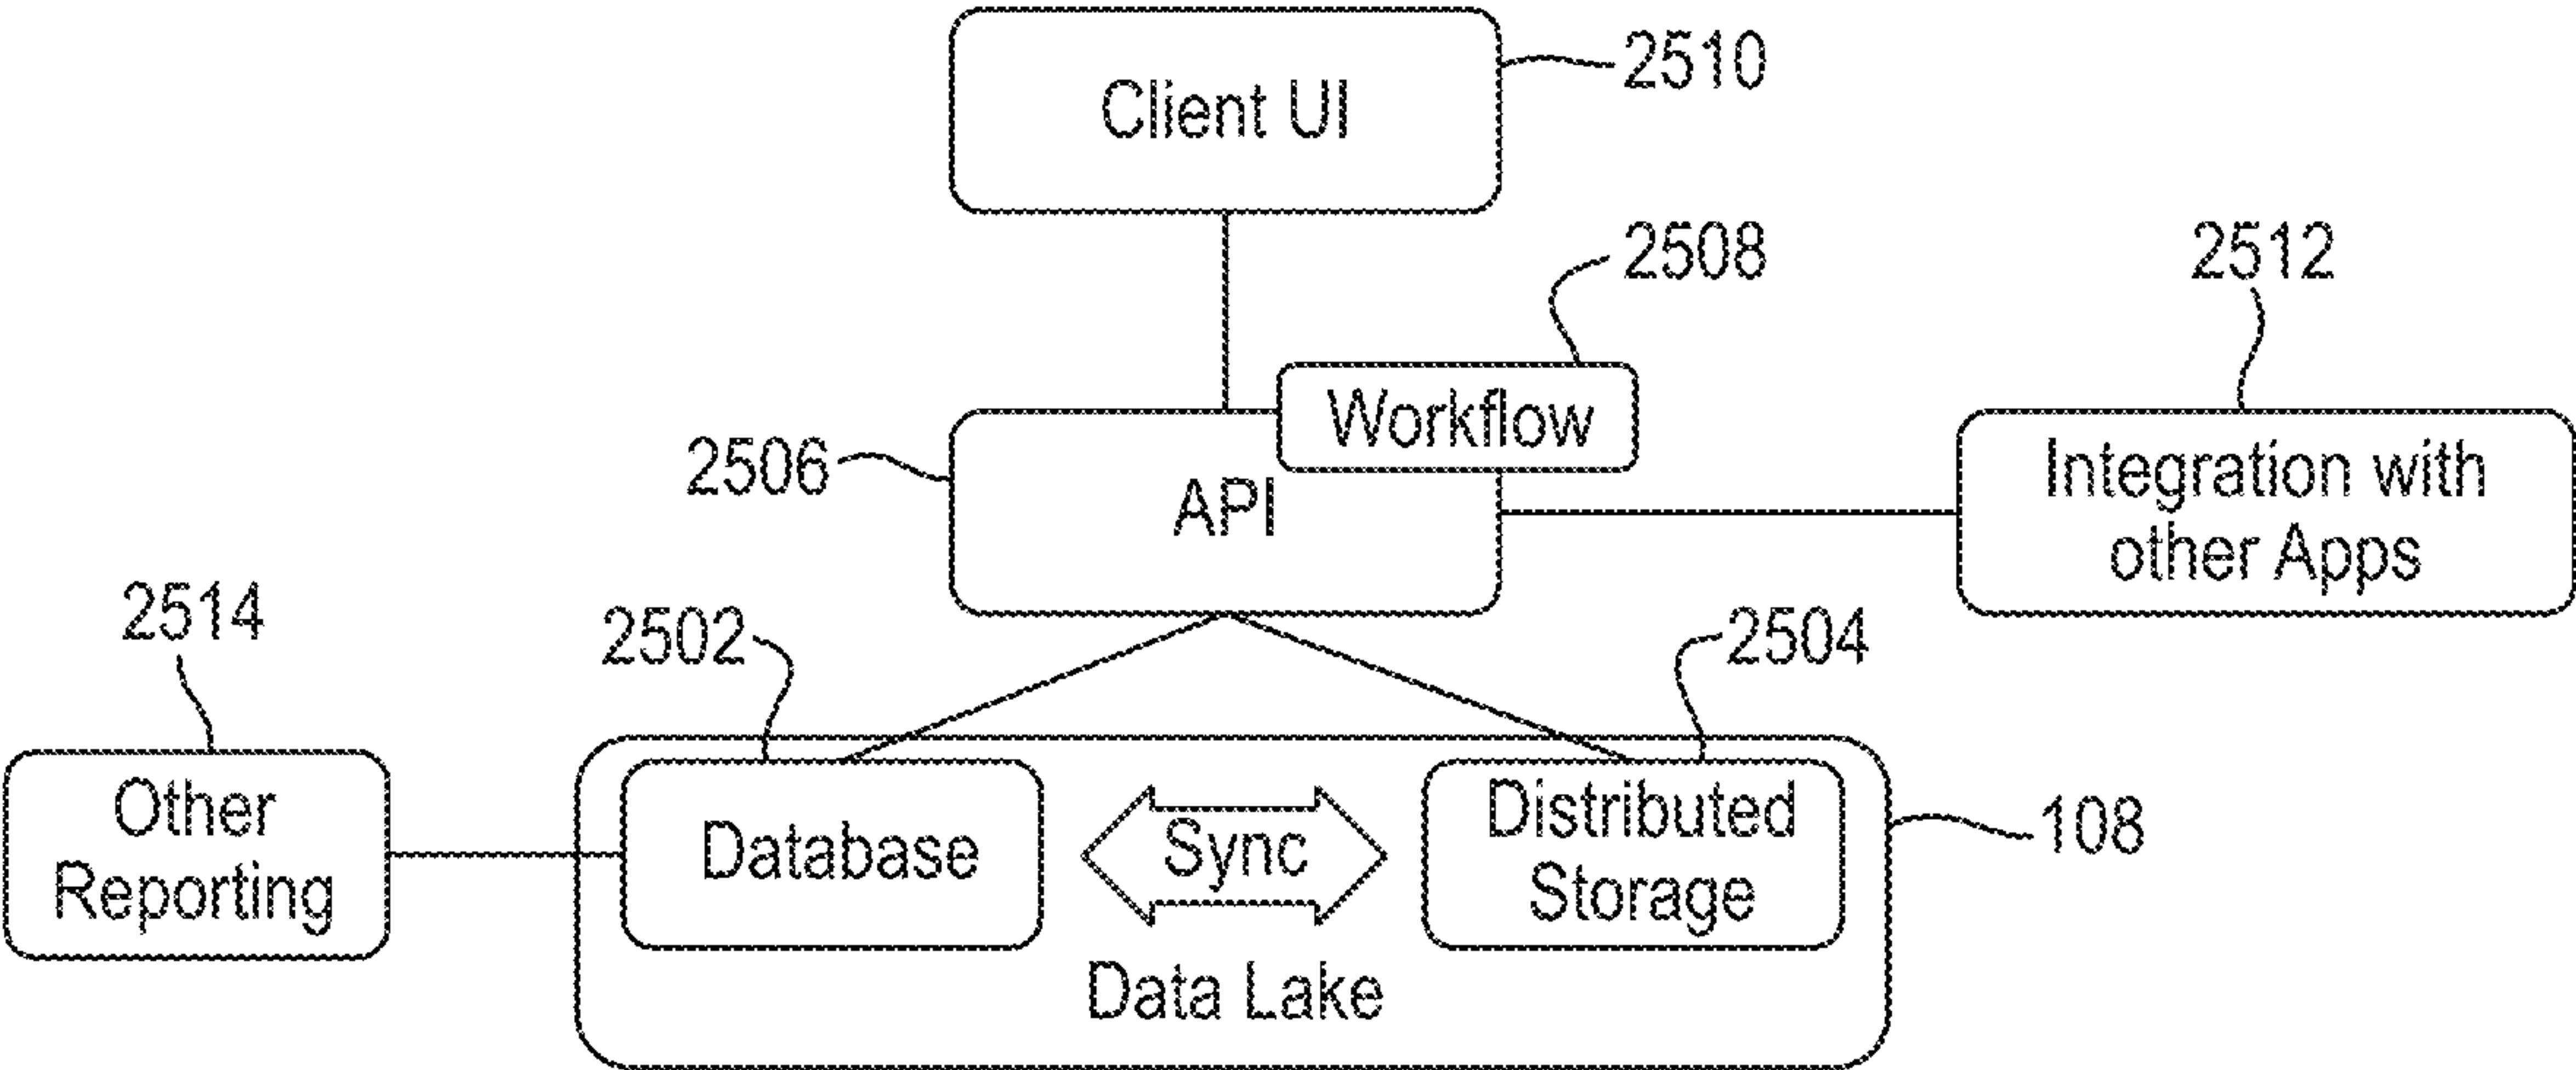 Client UI
2510
2508
2512
Workflow
2506
API
Integration with
other Apps
2514
2502
2504
Other
Reporting
Database
Sync
Distributed
Storage
108
Data Lake